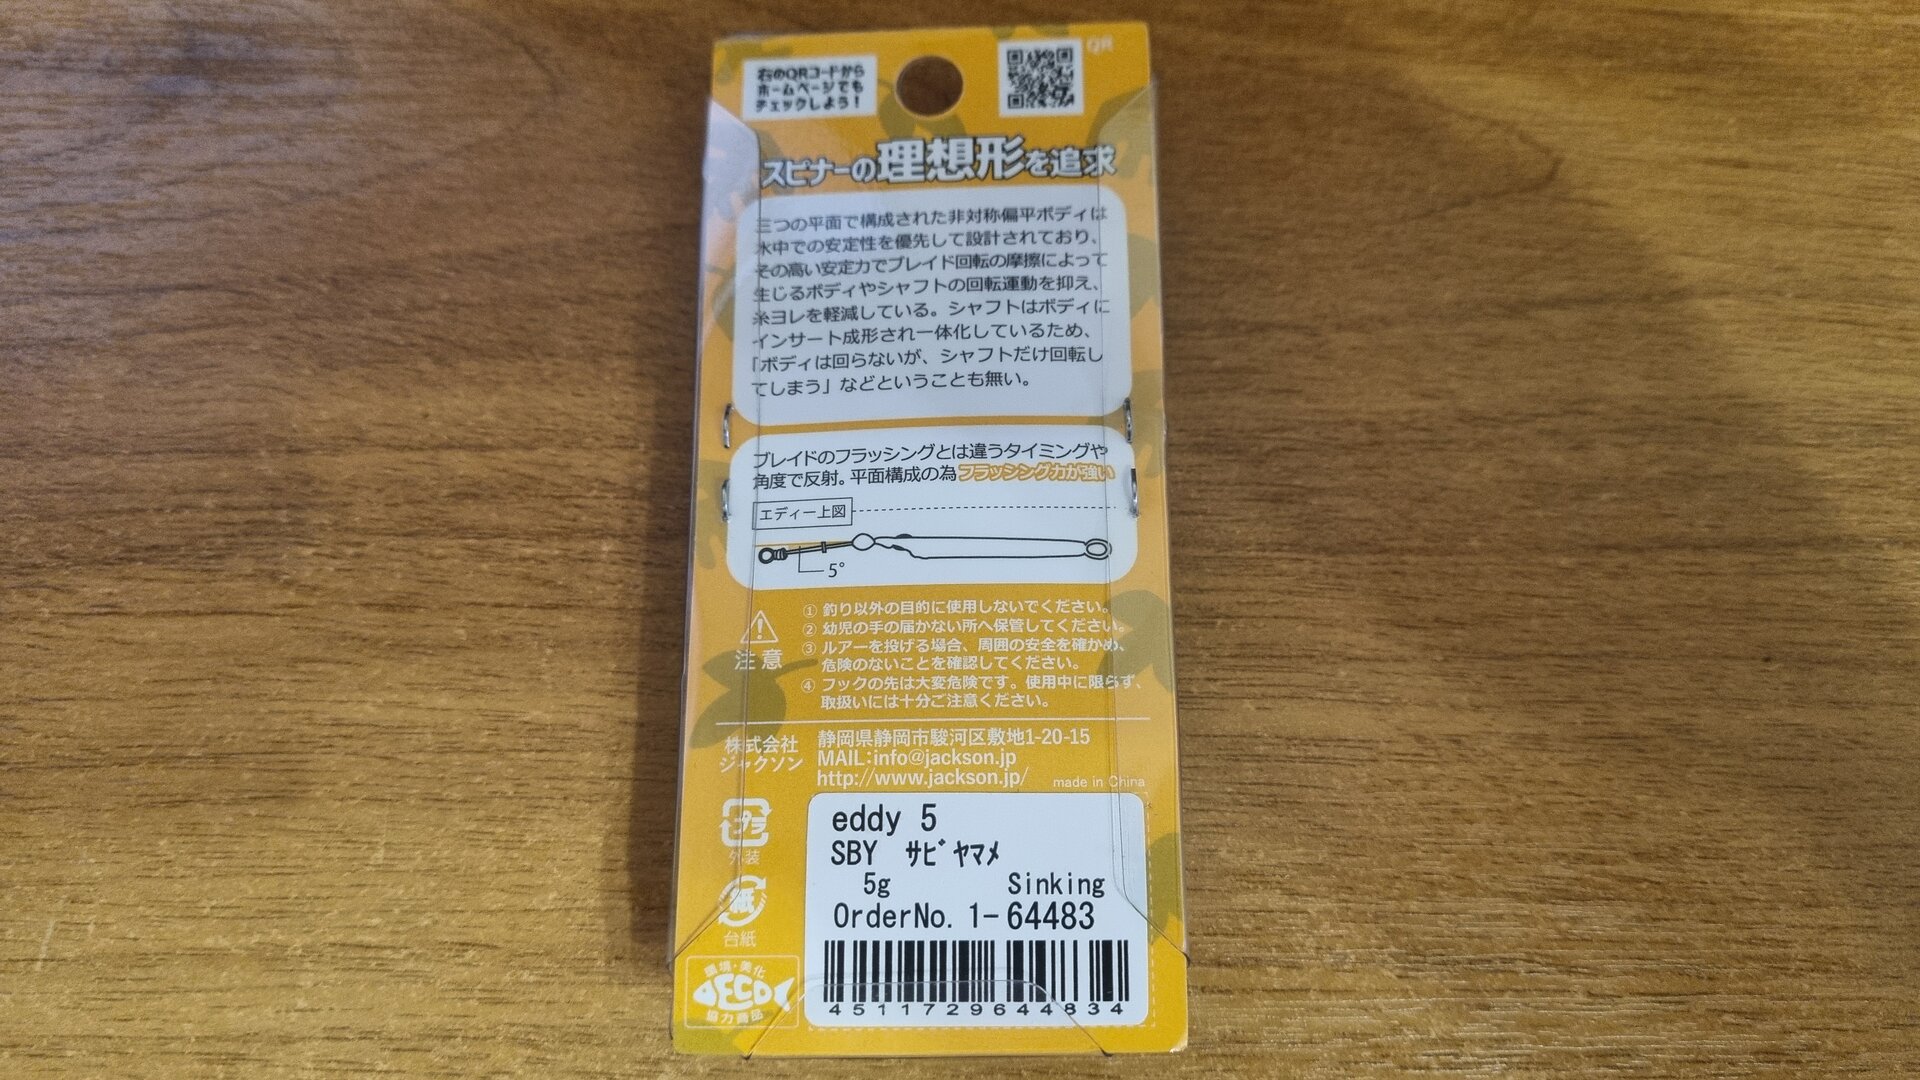 右のQRコードから
ホームページでも
チェックしよう!
QR
スピナーの理想形を追求
三つの平面で構成された非対称偏平ボディは
水中での安定性を優先して設計されており、
その高い安定力でブレイド回転の摩擦によって
生じるボディやシャフトの回転運動を抑え、
糸ヨレを軽減している。シャフトはボディに
インサート成形され一体化しているため、
「ボディは回らないが、シャフトだけ回転し
てしまう」などということも無い。
ブレイドのフラッシングとは違うタイミングや
角度で反射。平面構成の為フラッシング力が強い
エディー上図
5°
注意
① 釣り以外の目的に使用しないでください。
② 幼児の手の届かない所へ保管してください。
③ ルアーを投げる場合、周囲の安全を確かめ、
危険のないことを確認してください。
④ フックの先は大変危険です。使用中に限らず、
取扱いには十分ご注意ください。
株式会社
ジャクソン
静岡県静岡市駿河区敷地1-20-15
MAIL:info@jackson.jp
http://www.jackson.jp/
made in China
プラ
外装
紙
台紙
環境・美化
ECO
協力商品
eddy 5
SBY ｻﾋﾞﾔﾏﾒ
5g Sinking
OrderNo. 1-64483
4511729644834